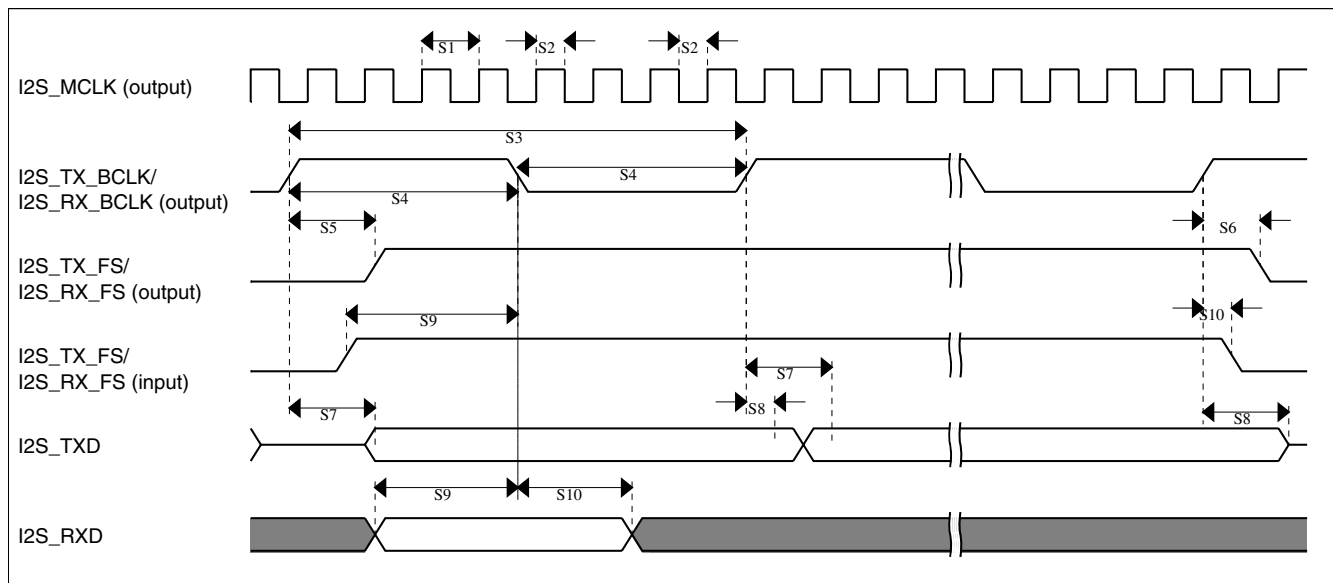 S1
S2
S2
I2S_MCLK (output)
S3
I2S_TX_BCLK/
I2S_RX_BCLK (output)
S4
S4
S5
S6
I2S_TX_FS/
I2S_RX_FS (output)
S9
S10
I2S_TX_FS/
I2S_RX_FS (input)
S7
S7
S8
S8
I2S_TXD
S9
S10
I2S_RXD